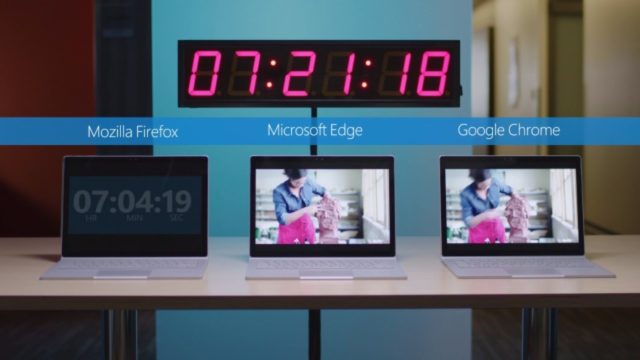 07:21:18
Mozilla Firefox
Microsoft Edge
Google Chrome
07:04:19
HR MIN SEC